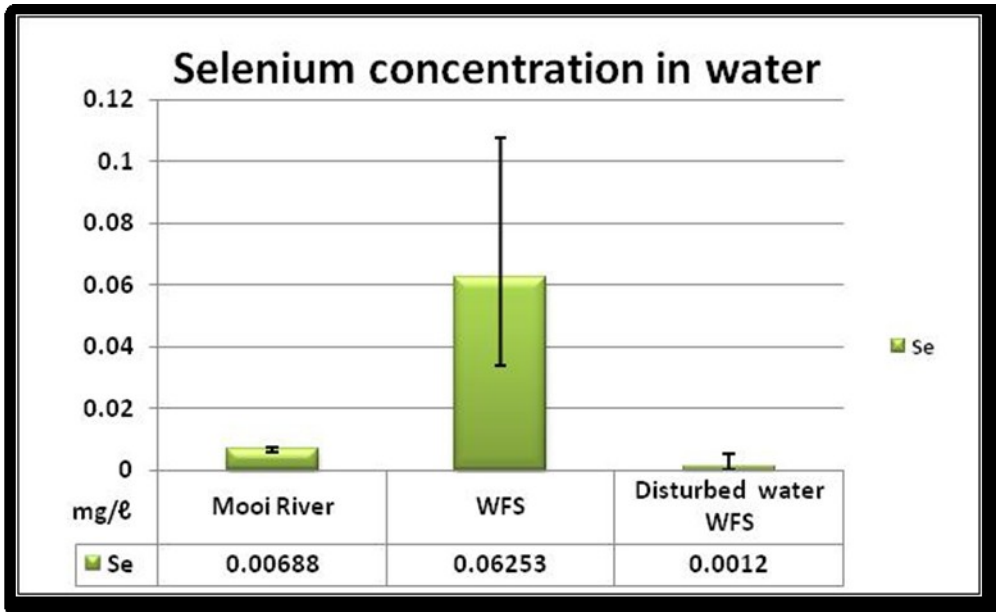 Selenium concentration in water
0.12
0.1
0.08
0.06
0.04
0.02
0
Se
mg/ℓ
Mooi River
WFS
Disturbed water
WFS
Se 0.00688 0.06253 0.0012